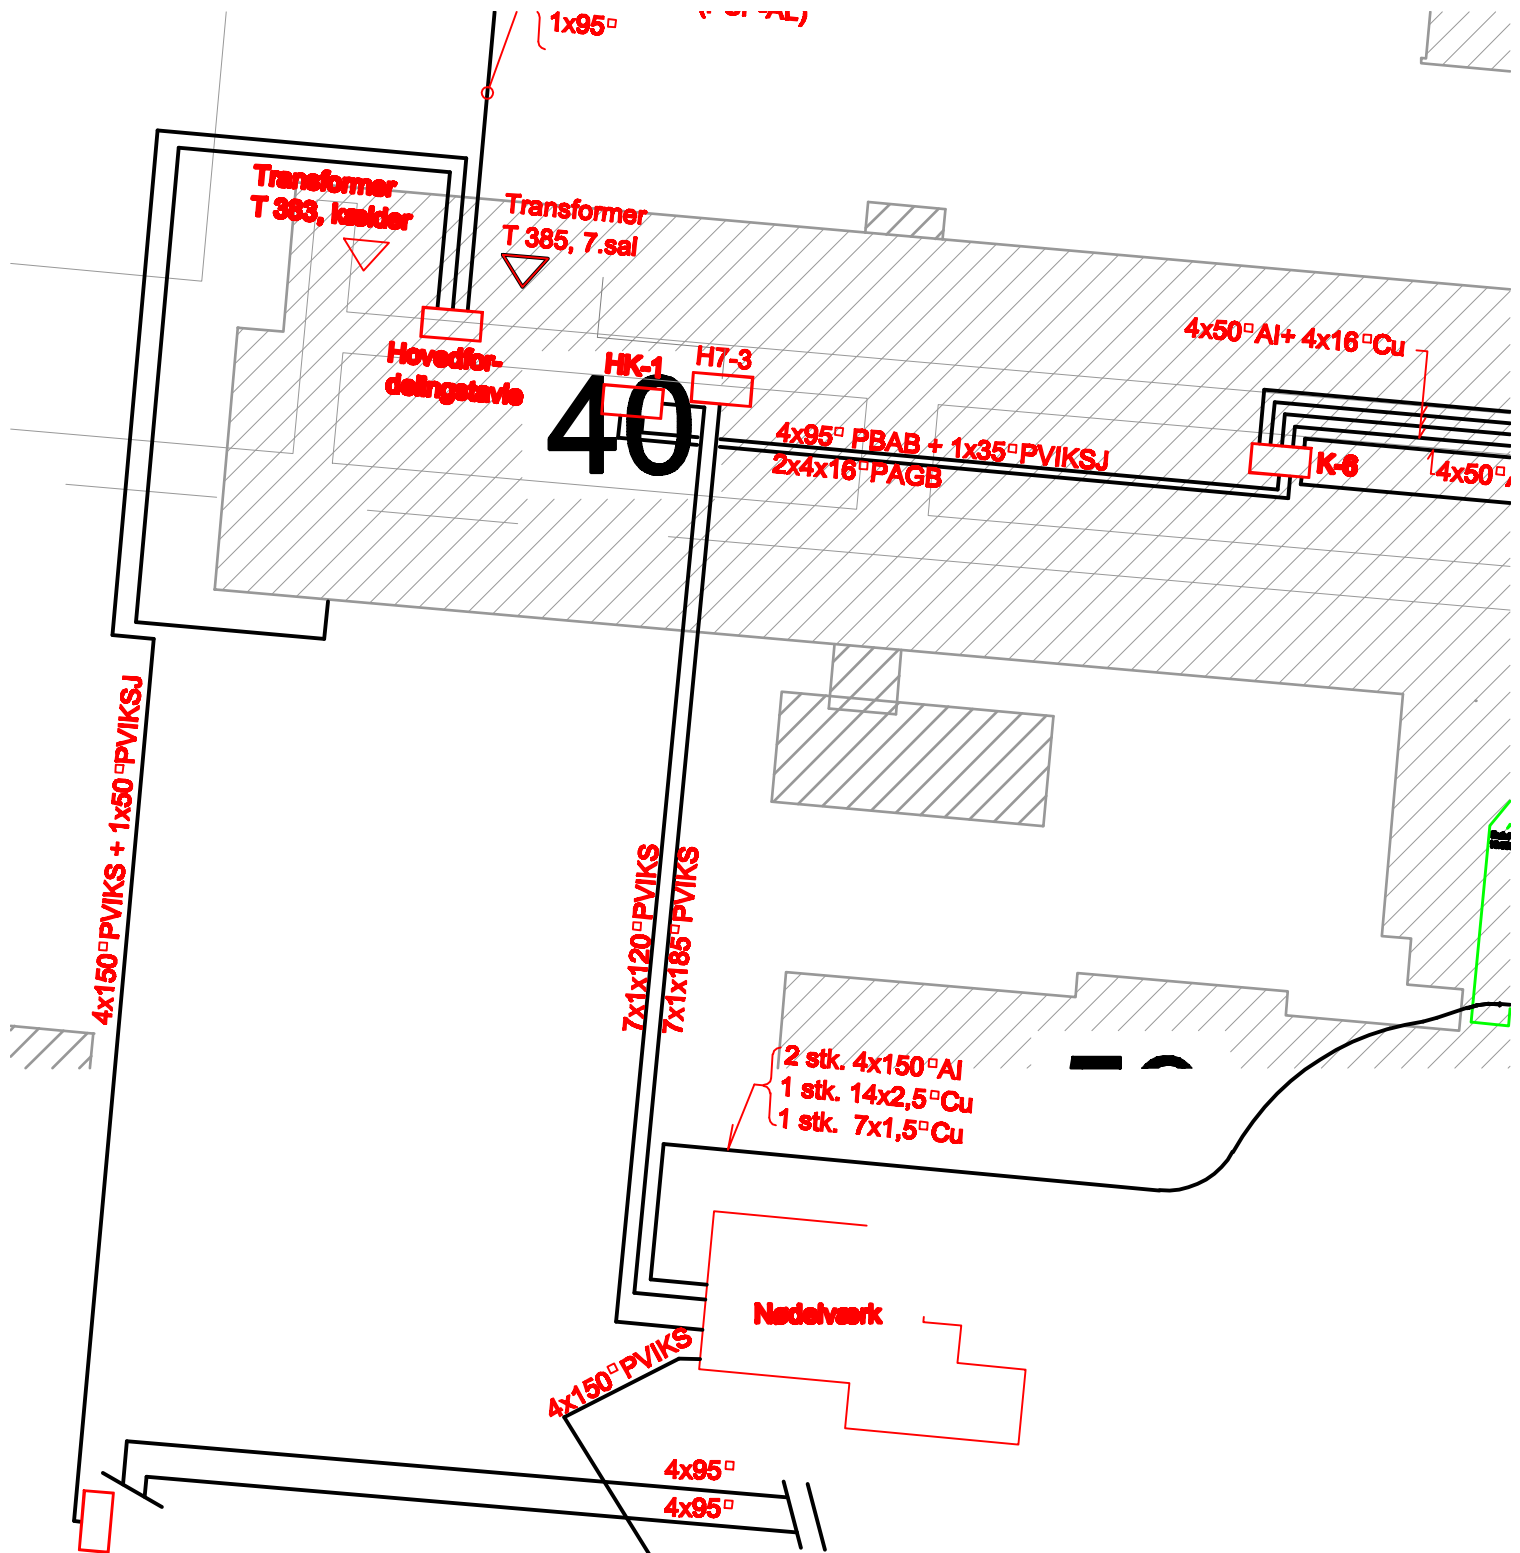 1x95□
Transformer
T 383, kælder
Transformer
T 385, 7.sal
Hovedfor-
delingstavle
HK-1
H7-3
40
4x50□Al+ 4x16□Cu
4x95□ PBAB + 1x35□PVIKSJ
2x4x16□PAGB
K-6
4x50□
4x150□PVIKS + 1x50□PVIKSJ
7x1x120□PVIKS
7x1x185□PVIKS
2 stk. 4x150□Al
1 stk. 14x2,5□Cu
1 stk. 7x1,5□Cu
Nødelværk
4x150□PVIKS
4x95□
4x95□